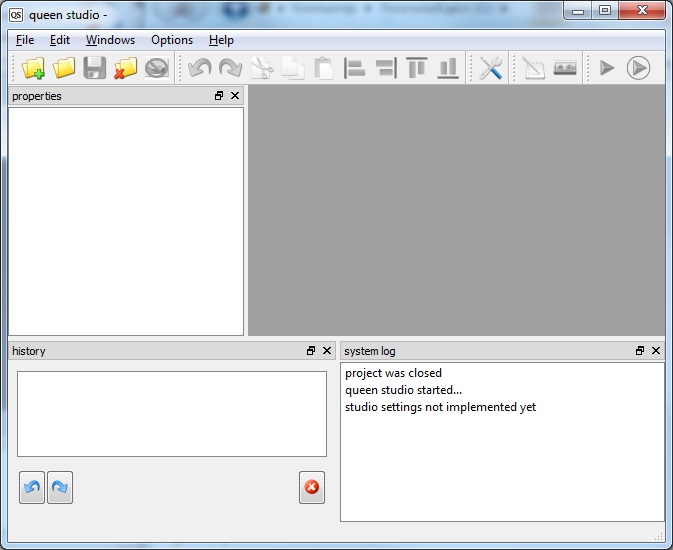 QS queen studio -
File Edit Windows Options Help
properties
history
system log
project was closed
queen studio started...
studio settings not implemented yet